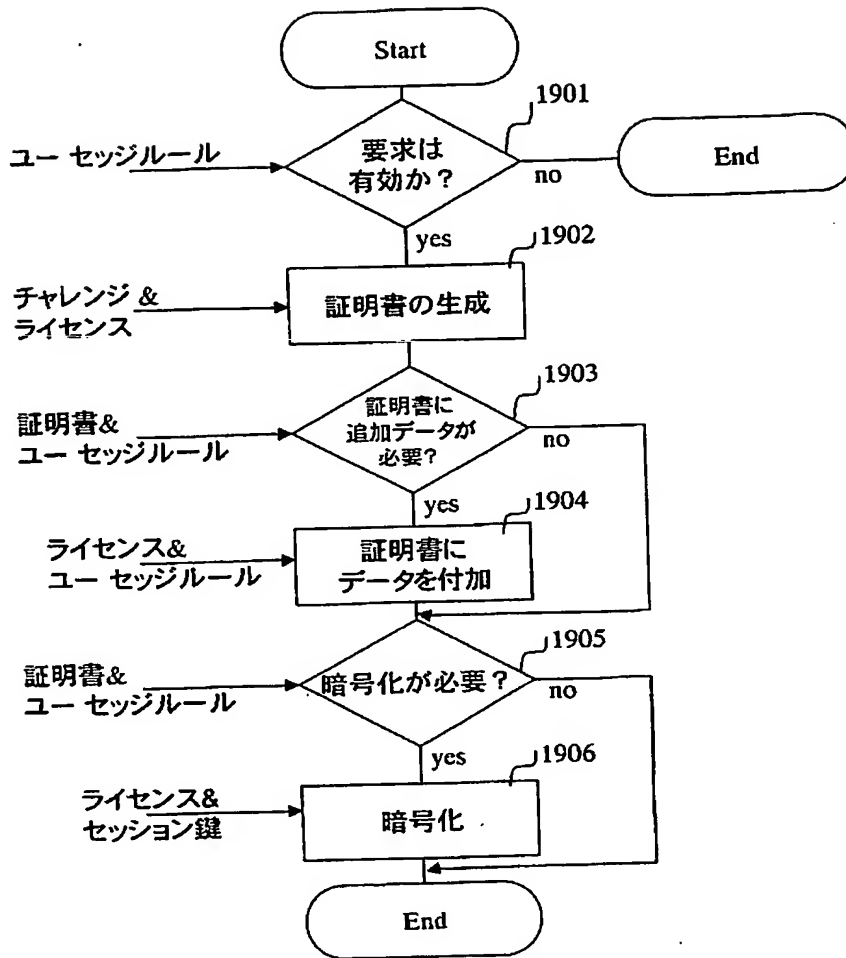 Start
1901
ユー セッジルール
要求は
有効か?
no
End
yes
1902
チャレンジ &
ライセンス
証明書の生成
1903
証明書&
ユー セッジルール
証明書に
追加データが
必要?
no
yes
1904
ライセンス&
ユー セッジルール
証明書に
データを付加
1905
証明書&
ユー セッジルール
暗号化が必要?
no
yes
1906
ライセンス&
セッション鍵
暗号化
End